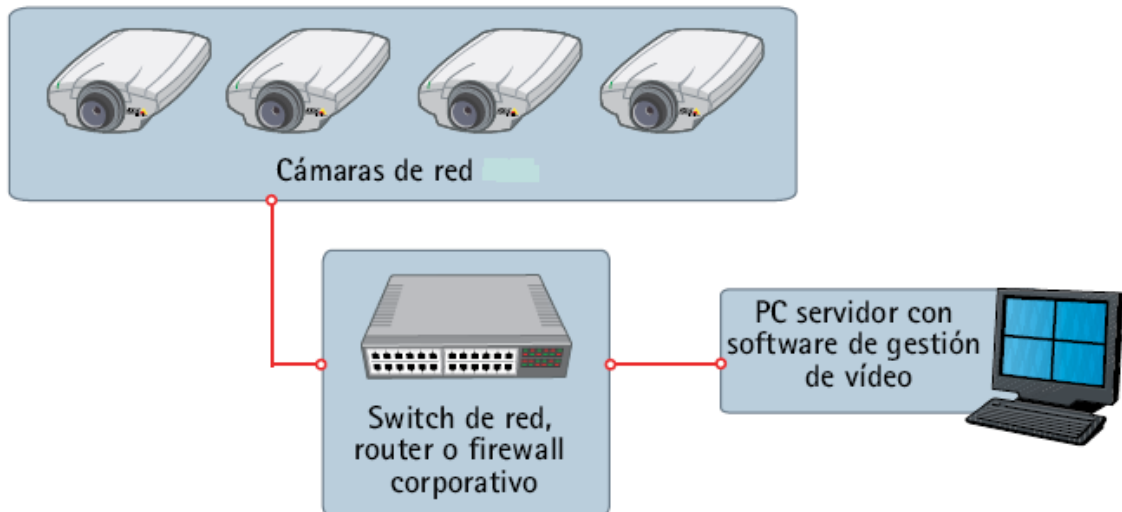 Cámaras de red
Switch de red,
router o firewall
corporativo
PC servidor con
software de gestión
de vídeo